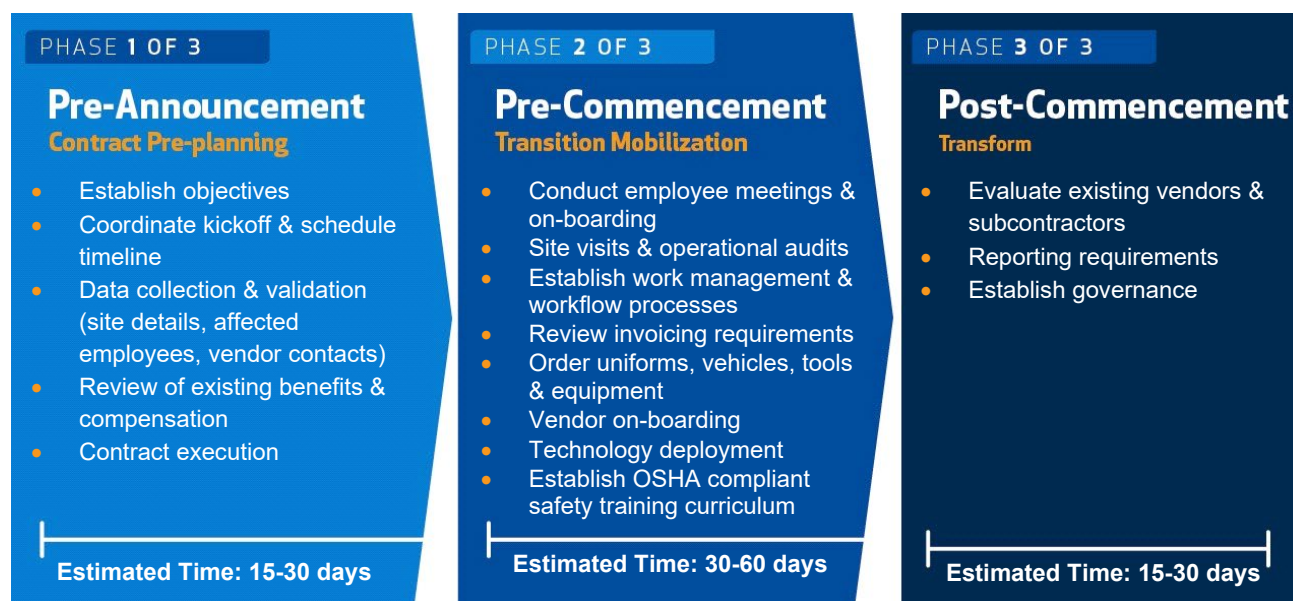 PHASE 1 OF 3
Pre-Announcement
Contract Pre-planning
• Establish objectives
• Coordinate kickoff & schedule
timeline
• Data collection & validation
(site details, affected
employees, vendor contacts)
• Review of existing benefits &
compensation
• Contract execution
Estimated Time: 15-30 days
PHASE 2 OF 3
Pre-Commencement
Transition Mobilization
• Conduct employee meetings &
on-boarding
• Site visits & operational audits
• Establish work management &
workflow processes
• Review invoicing requirements
• Order uniforms, vehicles, tools
& equipment
• Vendor on-boarding
• Technology deployment
• Establish OSHA compliant
safety training curriculum
Estimated Time: 30-60 days
PHASE 3 OF 3
Post-Commencement
Transform
• Evaluate existing vendors &
subcontractors
• Reporting requirements
• Establish governance
Estimated Time: 15-30 days